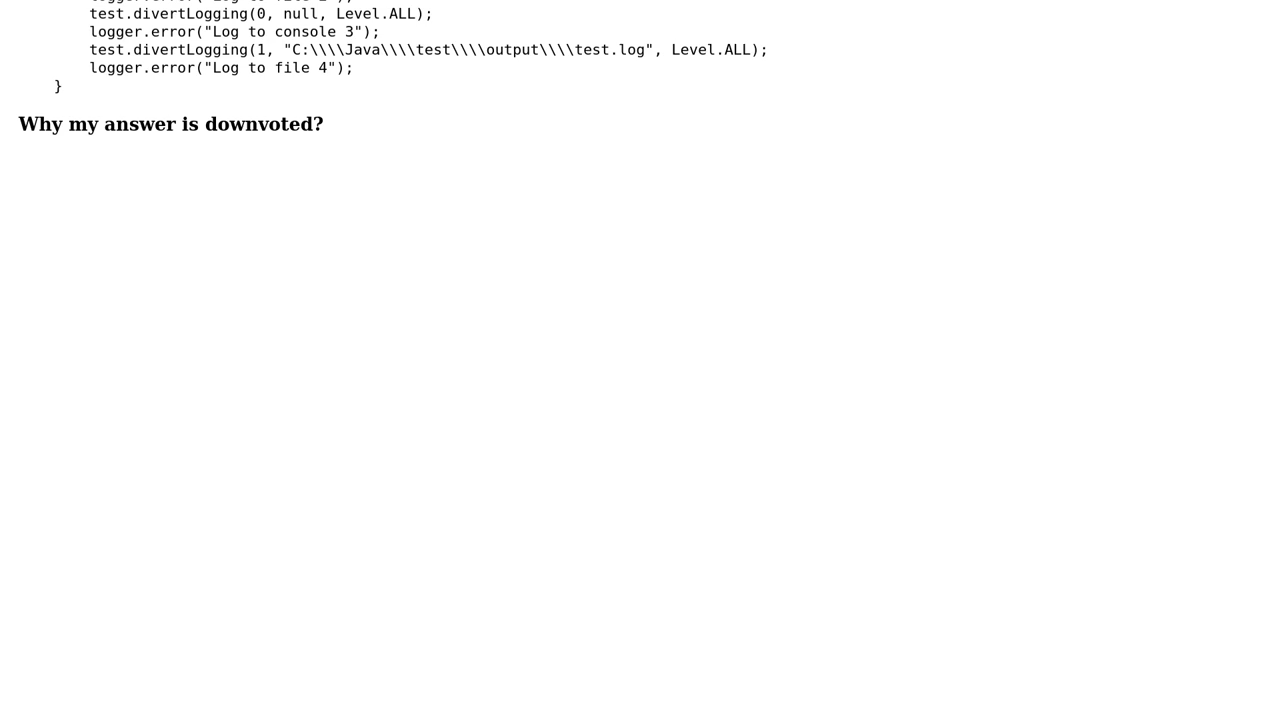 test.divertLogging(0, null, Level.ALL);
logger.error("Log to console 3");
test.divertLogging(1, "C:\\\\Java\\\\test\\\\output\\\\test.log", Level.ALL);
logger.error("Log to file 4");
}
Why my answer is downvoted?